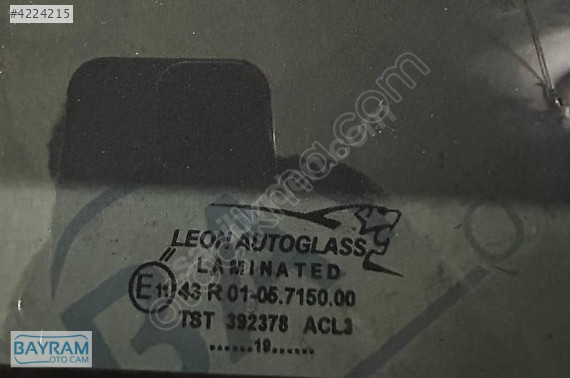 #4224215
LEON AUTOGLASS
LAMINATED
E11 43 R 01-05.7150.00
TST 392378 ACL3
......19......
BAYRAM
OTO CAM